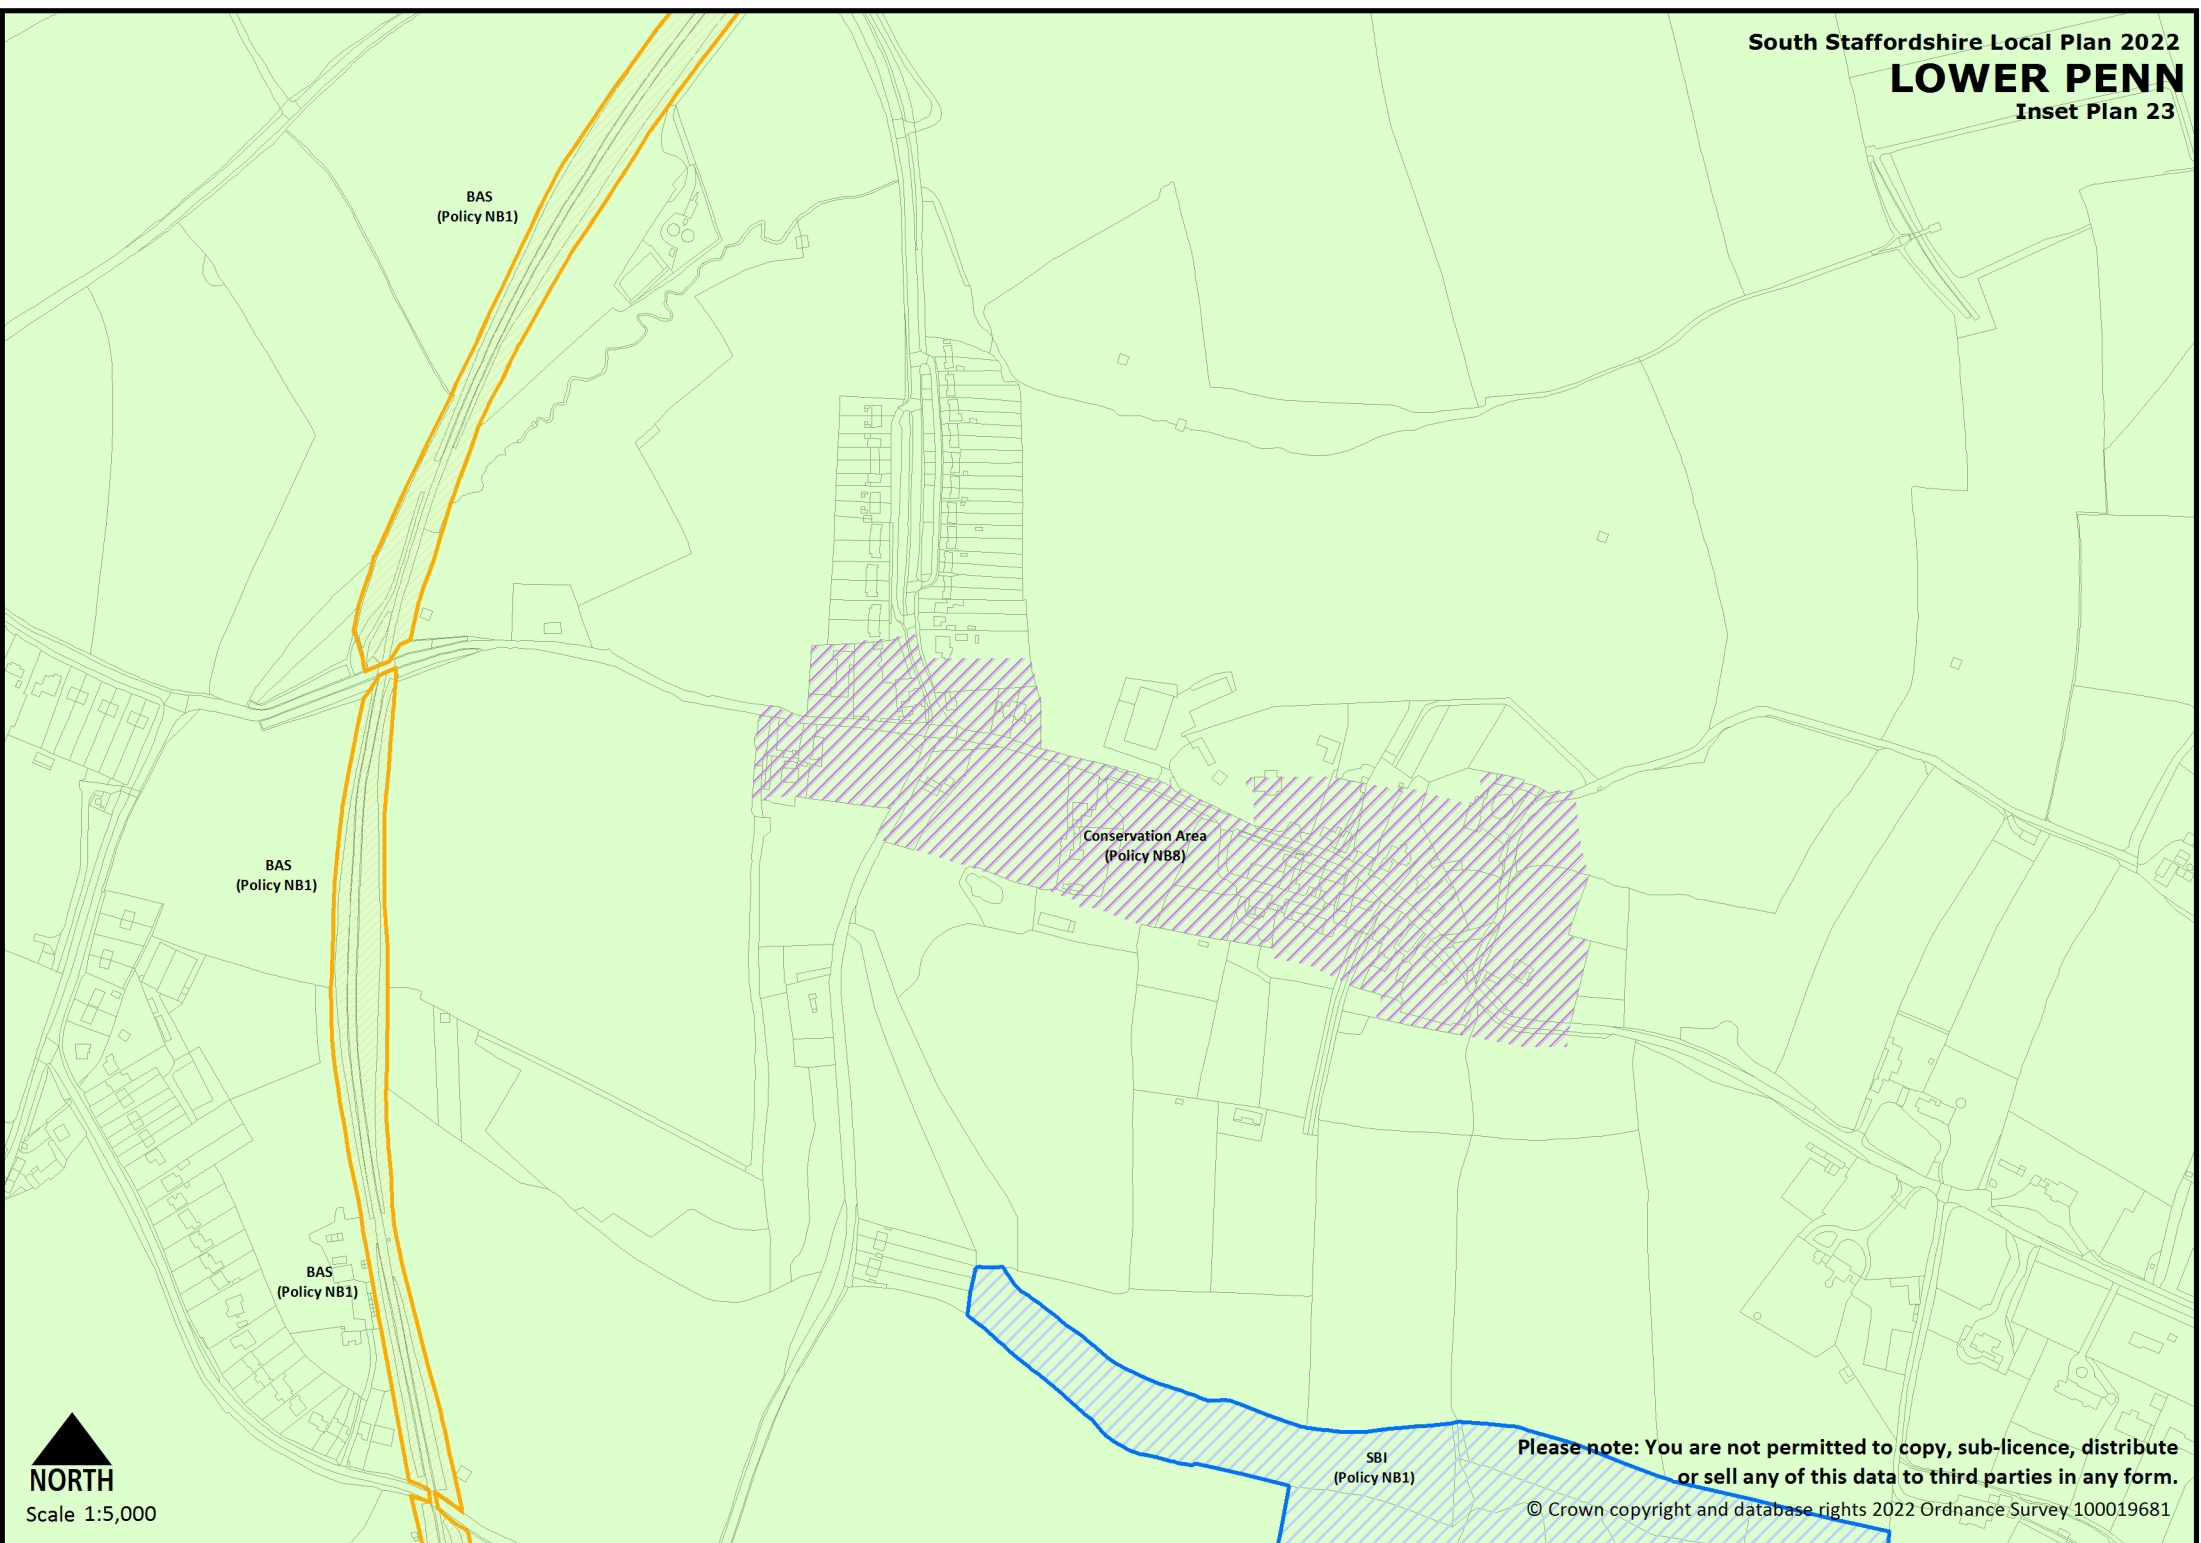 South Staffordshire Local Plan 2022
LOWER PENN
Inset Plan 23
BAS
(Policy NB1)
Conservation Area
(Policy NB8)
BAS
(Policy NB1)
BAS
(Policy NB1)
SBI
(Policy NB1)
NORTH
Scale 1:5,000
Please note: You are not permitted to copy, sub-licence, distribute
or sell any of this data to third parties in any form.
© Crown copyright and database rights 2022 Ordnance Survey 100019681